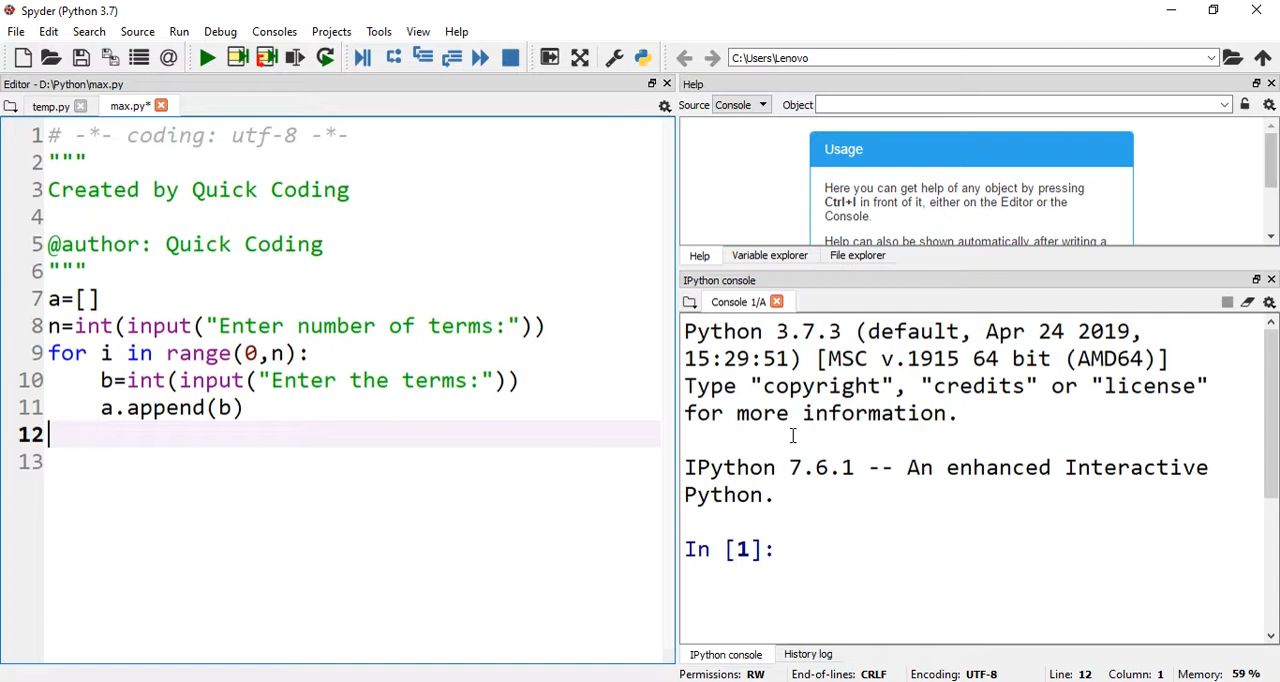 Spyder (Python 3.7)
File Edit Search Source Run Debug Consoles Projects Tools View Help
C:\Users\Lenovo
Editor - D:\Python\max.py
temp.py
max.py*
1 # -*- coding: utf-8 -*-
2 """
3 Created by Quick Coding
4
5 @author: Quick Coding
6 """
7 a=[]
8 n=int(input("Enter number of terms:"))
9 for i in range(0,n):
10     b=int(input("Enter the terms:"))
11     a.append(b)
12
13
Help
Source Console Object
Usage
Here you can get help of any object by pressing
Ctrl+I in front of it, either on the Editor or the
Console.
Help can also be shown automatically after writing a
Help Variable explorer File explorer
IPython console
Console 1/A
Python 3.7.3 (default, Apr 24 2019,
15:29:51) [MSC v.1915 64 bit (AMD64)]
Type "copyright", "credits" or "license"
for more information.
IPython 7.6.1 -- An enhanced Interactive
Python.
In [1]:
IPython console History log
Permissions: RW End-of-lines: CRLF Encoding: UTF-8 Line: 12 Column: 1 Memory: 59 %